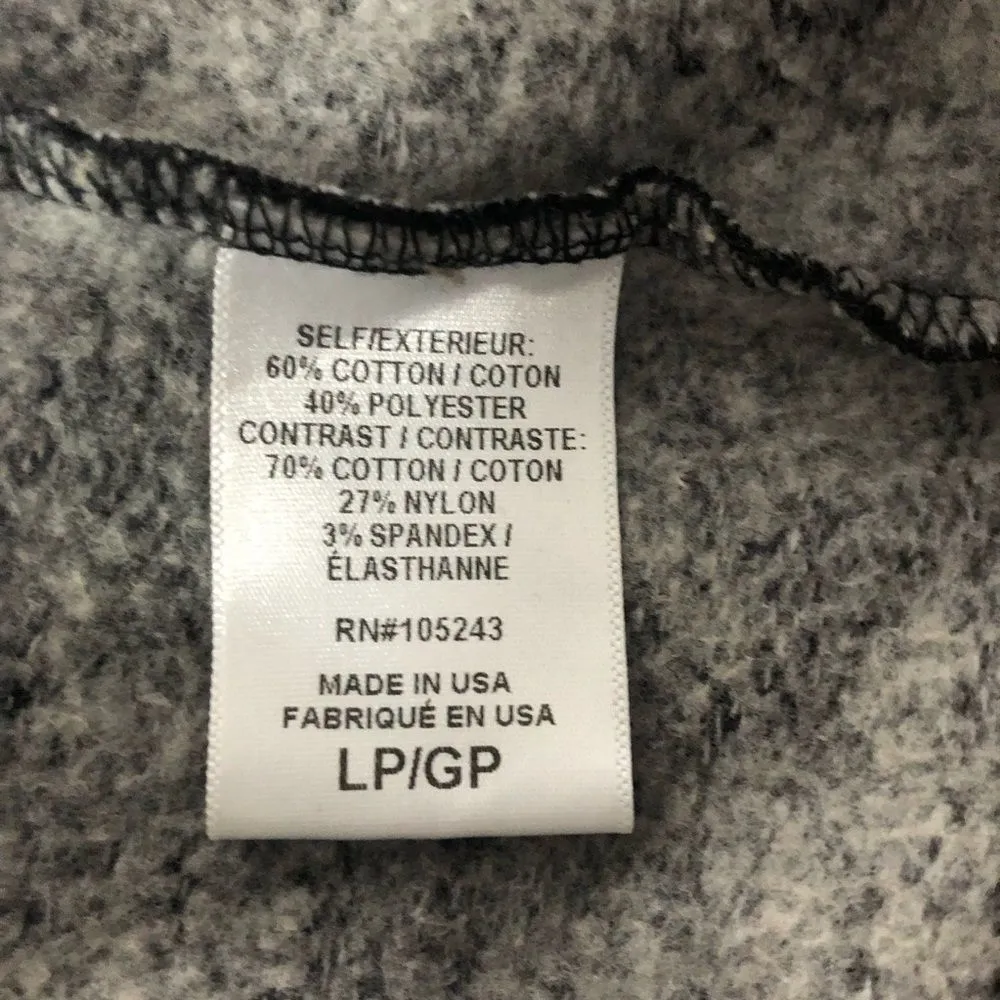 SELF/EXTERIEUR:
60% COTTON / COTON
40% POLYESTER
CONTRAST / CONTRASTE:
70% COTTON / COTON
27% NYLON
3% SPANDEX /
ÉLASTHANNE
RN#105243
MADE IN USA
FABRIQUÉ EN USA
LP/GP